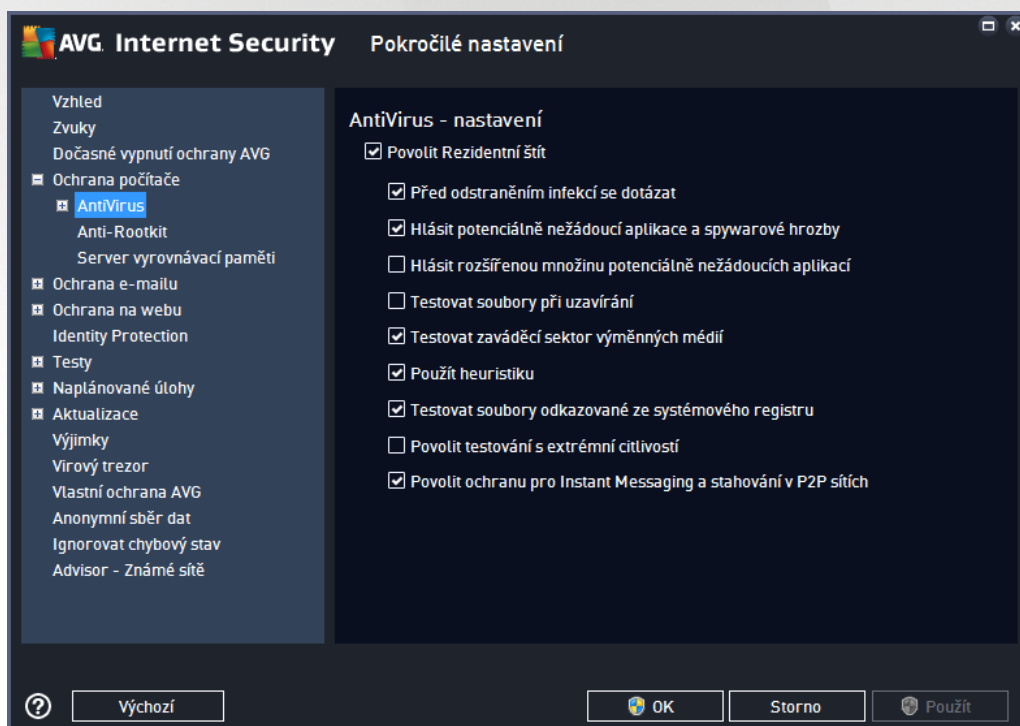 AVG. Internet Security Pokročilé nastavení
Vzhled
Zvuky
Dočasné vypnutí ochrany AVG
Ochrana počítače
AntiVirus
Anti-Rootkit
Server vyrovnávací paměti
Ochrana e-mailu
Ochrana na webu
Identity Protection
Testy
Naplánované úlohy
Aktualizace
Výjimky
Virový trezor
Vlastní ochrana AVG
Anonymní sběr dat
Ignorovat chybový stav
Advisor - Známé sítě
AntiVirus - nastavení
Povolit Rezidentní štít
Před odstraněním infekcí se dotázat
Hlásit potenciálně nežádoucí aplikace a spywarové hrozby
Hlásit rozšířenou množinu potenciálně nežádoucích aplikací
Testovat soubory při uzavírání
Testovat zaváděcí sektor výměnných médií
Použít heuristiku
Testovat soubory odkazované ze systémového registru
Povolit testování s extrémní citlivostí
Povolit ochranu pro Instant Messaging a stahování v P2P sítích
Výchozí
OK
Storno
Použít